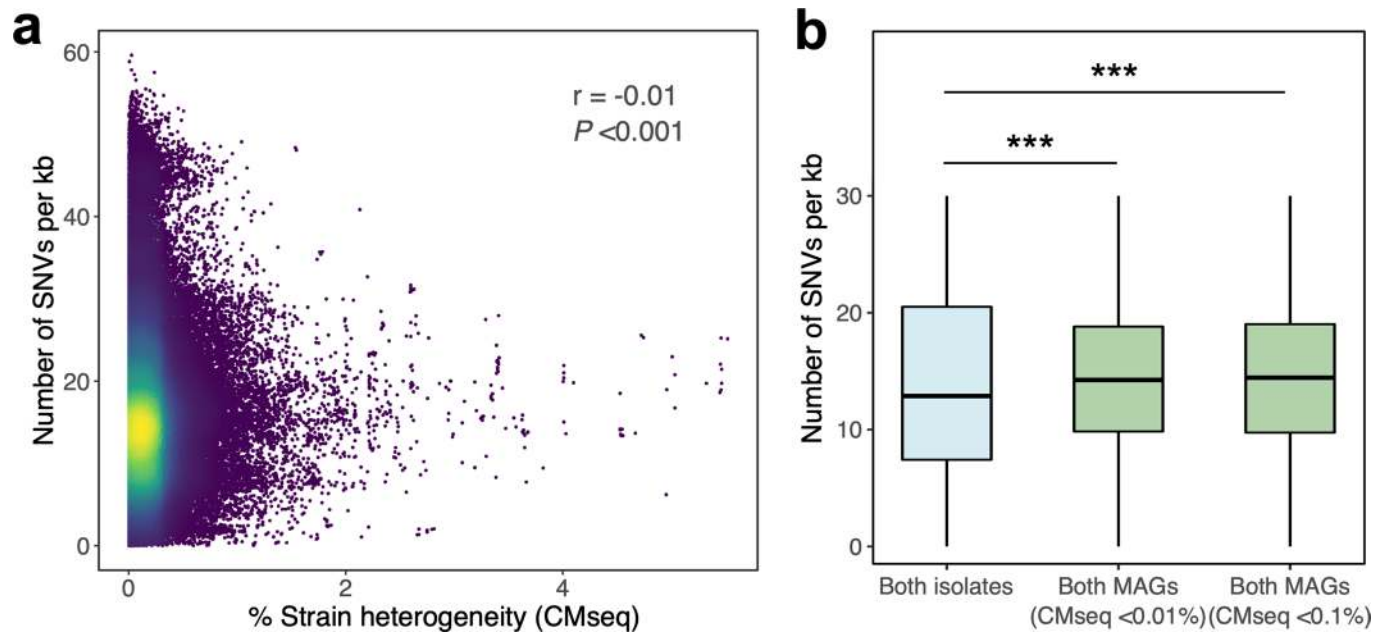 a
60
40
20
0
0
2
4
Number of SNVs per kb
% Strain heterogeneity (CMseq)
r = -0.01
P <0.001
b
***
***
30
20
10
0
Number of SNVs per kb
Both isolates
Both MAGs
(CMseq <0.01%)
Both MAGs
(CMseq <0.1%)